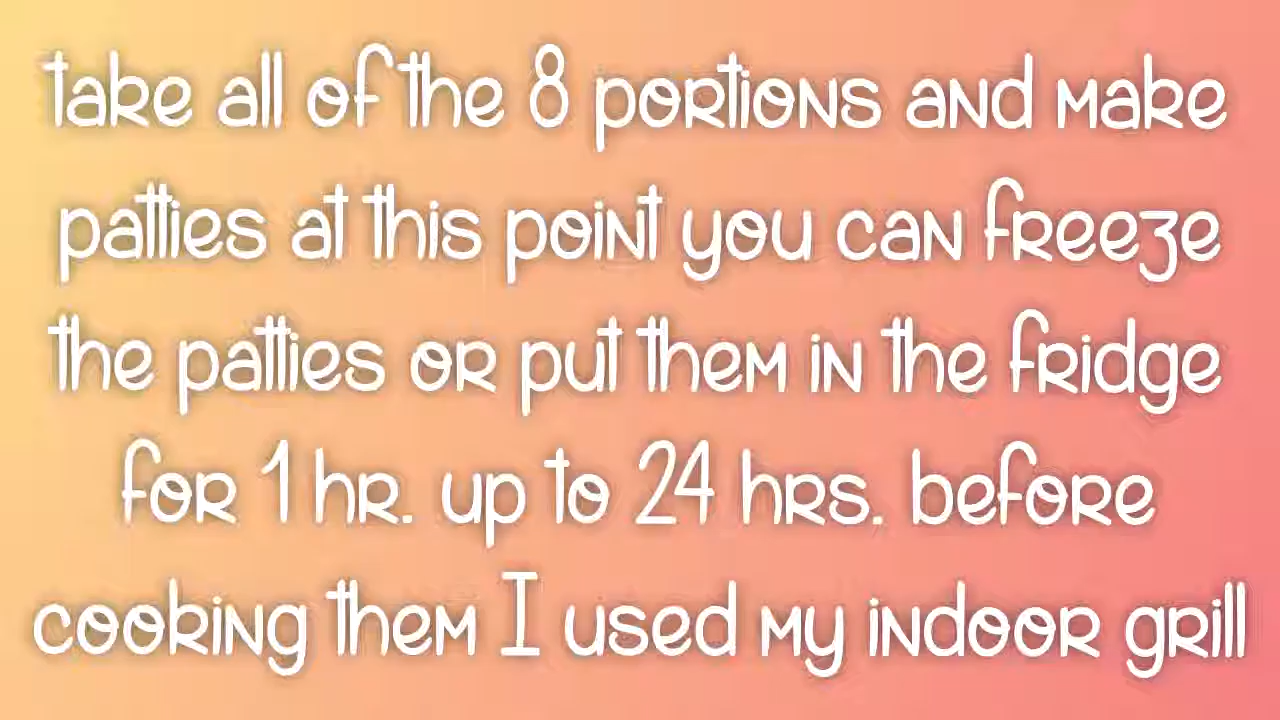 take all of the 8 portions and make
patties at this point you can freeze
the patties or put them in the fridge
for 1 hr. up to 24 hrs. before
cooking them I used my indoor grill